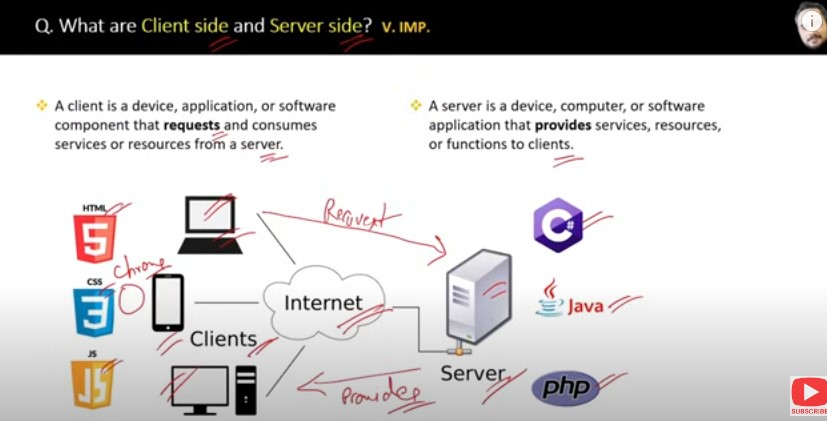 Q. What are Client side and Server side? V. IMP.
A client is a device, application, or software
component that requests and consumes
services or resources from a server.
A server is a device, computer, or software
application that provides services, resources,
or functions to clients.
HTML
5
Request
C#
Chrome
CSS
3
Internet
Java
Clients
JS
JS
Provides
Server
php
SUBSCRIBE